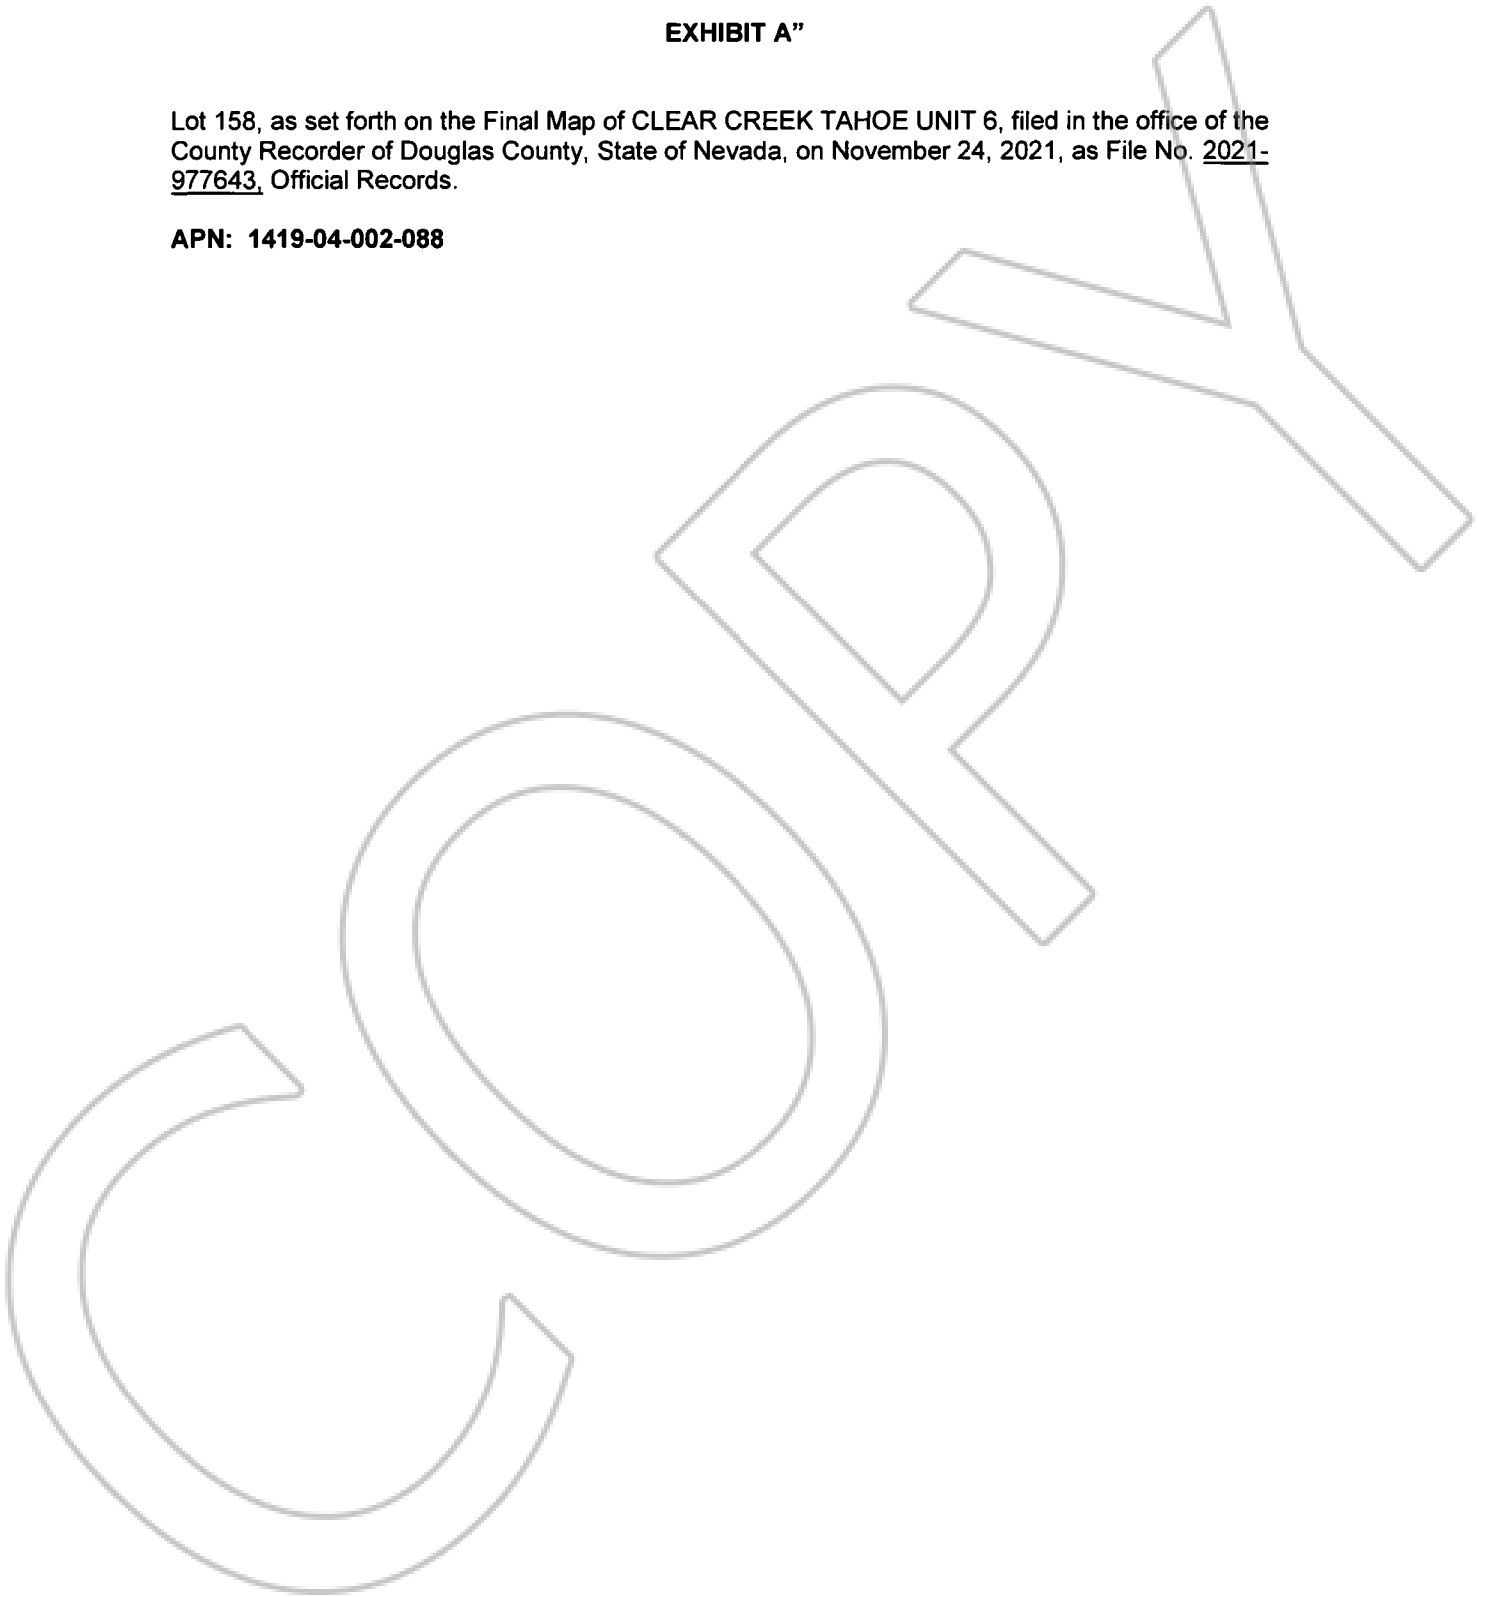 EXHIBIT A”
Lot 158, as set forth on the Final Map of CLEAR CREEK TAHOE UNIT 6, filed in the office of the
County Recorder of Douglas County, State of Nevada, on November 24, 2021, as File No. 2021-
977643, Official Records.
APN: 1419-04-002-088
COPY